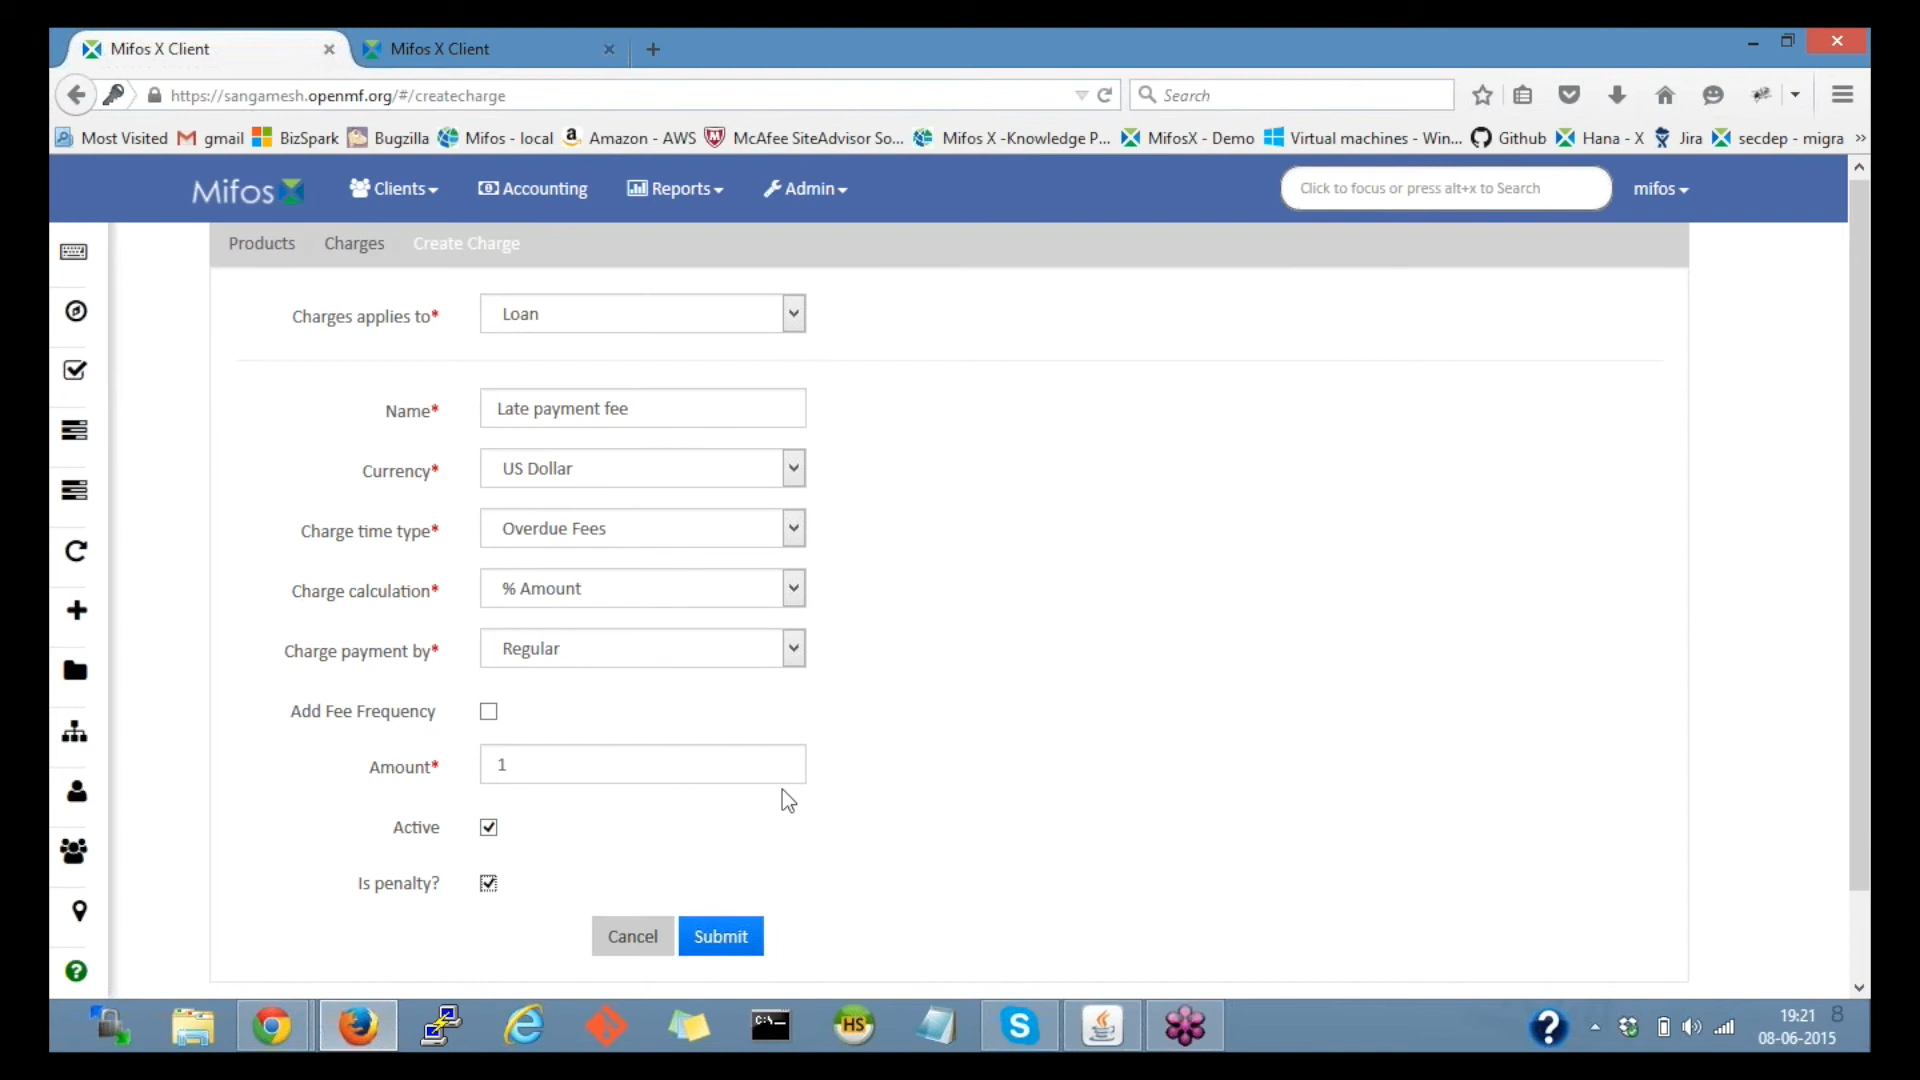 Mifos X Client
Mifos X Client
https://sangamesh.openmf.org/#/createcharge
Search
Most Visited gmail BizSpark Bugzilla Mifos - local Amazon - AWS McAfee SiteAdvisor So... Mifos X -Knowledge P... MifosX - Demo Virtual machines - Win... Github Hana - X Jira secdep - migra »
Mifos Clients Accounting Reports Admin Click to focus or press alt+x to Search mifos
Products Charges Create Charge
Charges applies to* Loan
Name* Late payment fee
Currency* US Dollar
Charge time type* Overdue Fees
Charge calculation* % Amount
Charge payment by* Regular
Add Fee Frequency
Amount* 1
Active
Is penalty?
Cancel Submit
C:\_
HS
S
19:21 8
08-06-2015